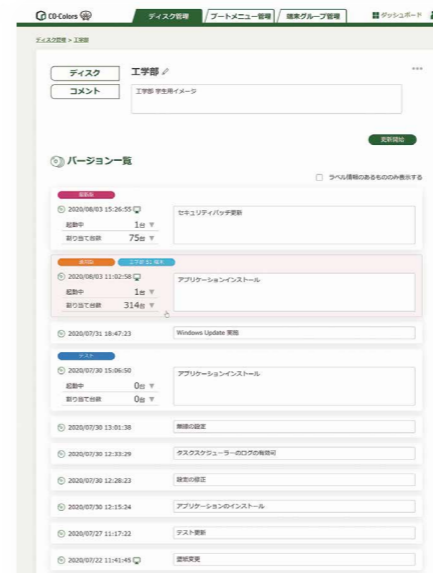 CO-Colors
ディスク管理
ブートメニュー管理
端末グループ管理
ダッシュボード
ディスク管理 > 工学部
ディスク
工学部
コメント
工学部 学生用イメージ
更新開始
バージョン一覧
ラベル情報のあるもののみ表示する
最新版
2020/08/03 15:26:55
セキュリティパッチ更新
起動中
1台
割り当て台数
75台
2020/08/03 11:02:58
アプリケーションインストール
起動中
1台
割り当て台数
314台
2020/07/31 18:47:23
Windows Update 実施
テスト
2020/07/30 15:06:50
アプリケーションインストール
起動中
0台
割り当て台数
0台
2020/07/30 13:01:38
2020/07/30 12:33:29
タスクスケジューラーのログの有効可
2020/07/30 12:28:23
設定の修正
2020/07/30 12:15:24
アプリケーションのインストール
2020/07/27 11:17:22
テスト更新
2020/07/22 11:41:45
壁紙変更